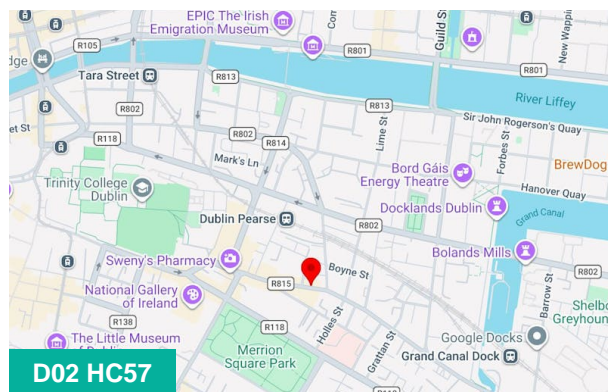 EPIC The Irish
Emigration Museum
R801
Guild St
New Wapping
R105
Tara Street
R813
R801
River Liffey
R802
R813
Sir John Rogerson's Quay
R118
R802
R814
Mark's Ln
Lime St
Forbes St
BrewDog
Bord Gáis
Energy Theatre
Trinity College
Dublin
Hanover Quay
Docklands Dublin
Grand Canal
Dublin Pearse
R802
Bolands Mills
R802
Sweny's Pharmacy
Boyne St
National Gallery
of Ireland
R815
Barrow St
R138
R118
Holles St
Grattan St
Google Docks
The Little Museum
Merrion
Square Park
Grand Canal Dock
D02 HC57